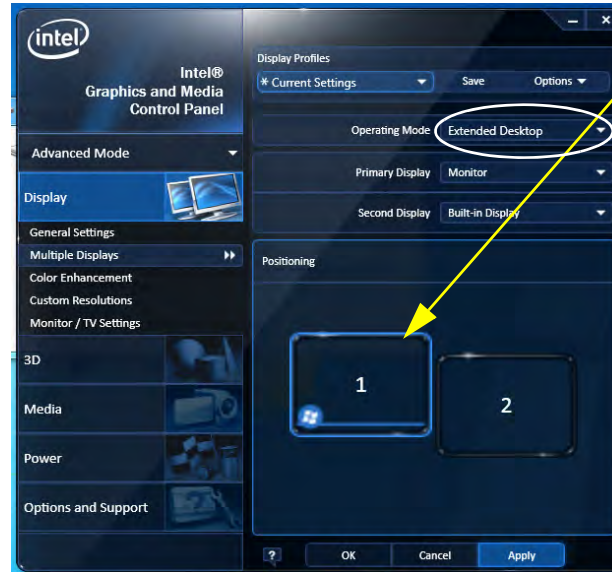 intel
Intel®
Graphics and Media
Control Panel
Advanced Mode
Display
General Settings
Multiple Displays
Color Enhancement
Custom Resolutions
Monitor / TV Settings
3D
Media
Power
Options and Support
Display Profiles
* Current Settings
Save
Options
Operating Mode
Extended Desktop
Primary Display
Monitor
Second Display
Built-in Display
Positioning
1
2
?
OK
Cancel
Apply